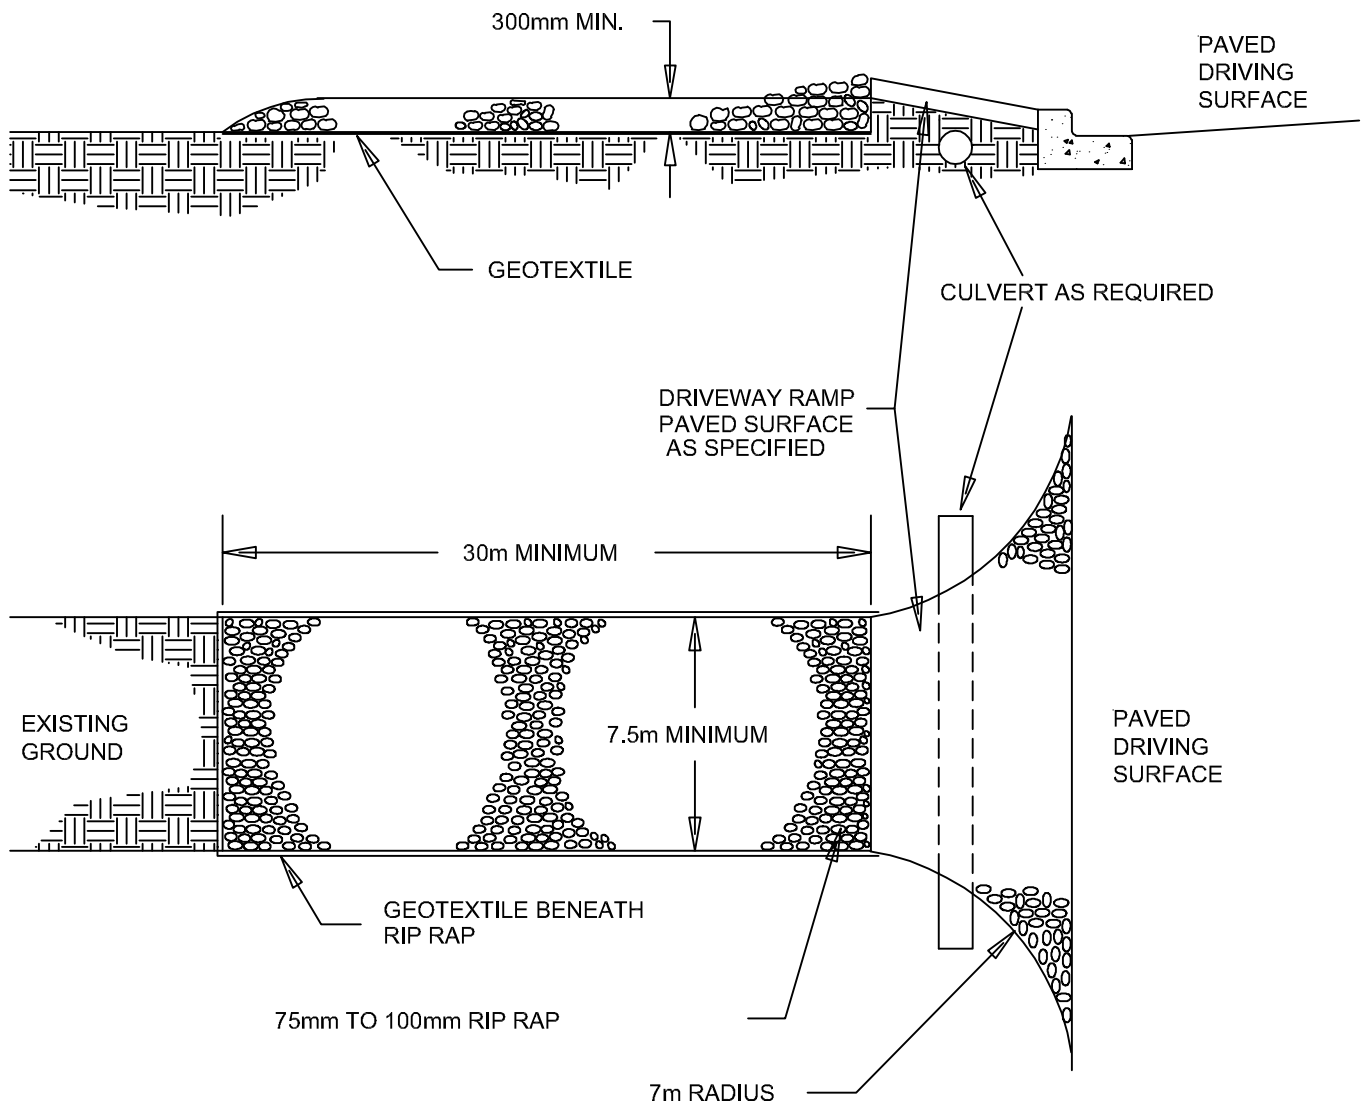 300mm MIN.
PAVED
DRIVING
SURFACE
GEOTEXTILE
CULVERT AS REQUIRED
DRIVEWAY RAMP
PAVED SURFACE
AS SPECIFIED
30m MINIMUM
EXISTING
GROUND
7.5m MINIMUM
PAVED
DRIVING
SURFACE
GEOTEXTILE BENEATH
RIP RAP
75mm TO 100mm RIP RAP
7m RADIUS